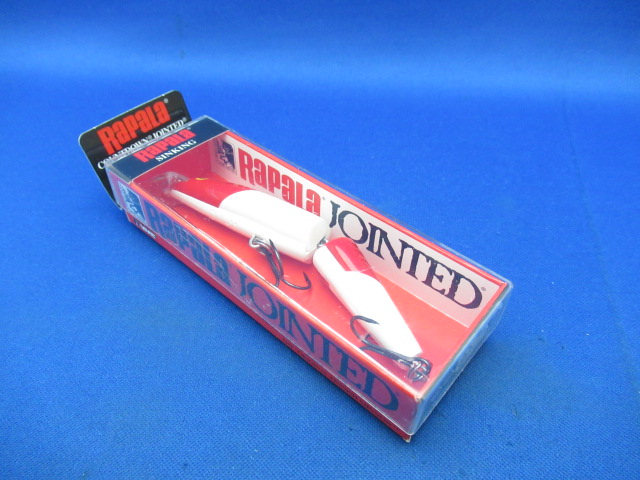 RAPALA
COUNTDOWN® JOINTED®
RAPALA
SINKING
RAPALA
JOINTED®
RAPALA
JOINTED